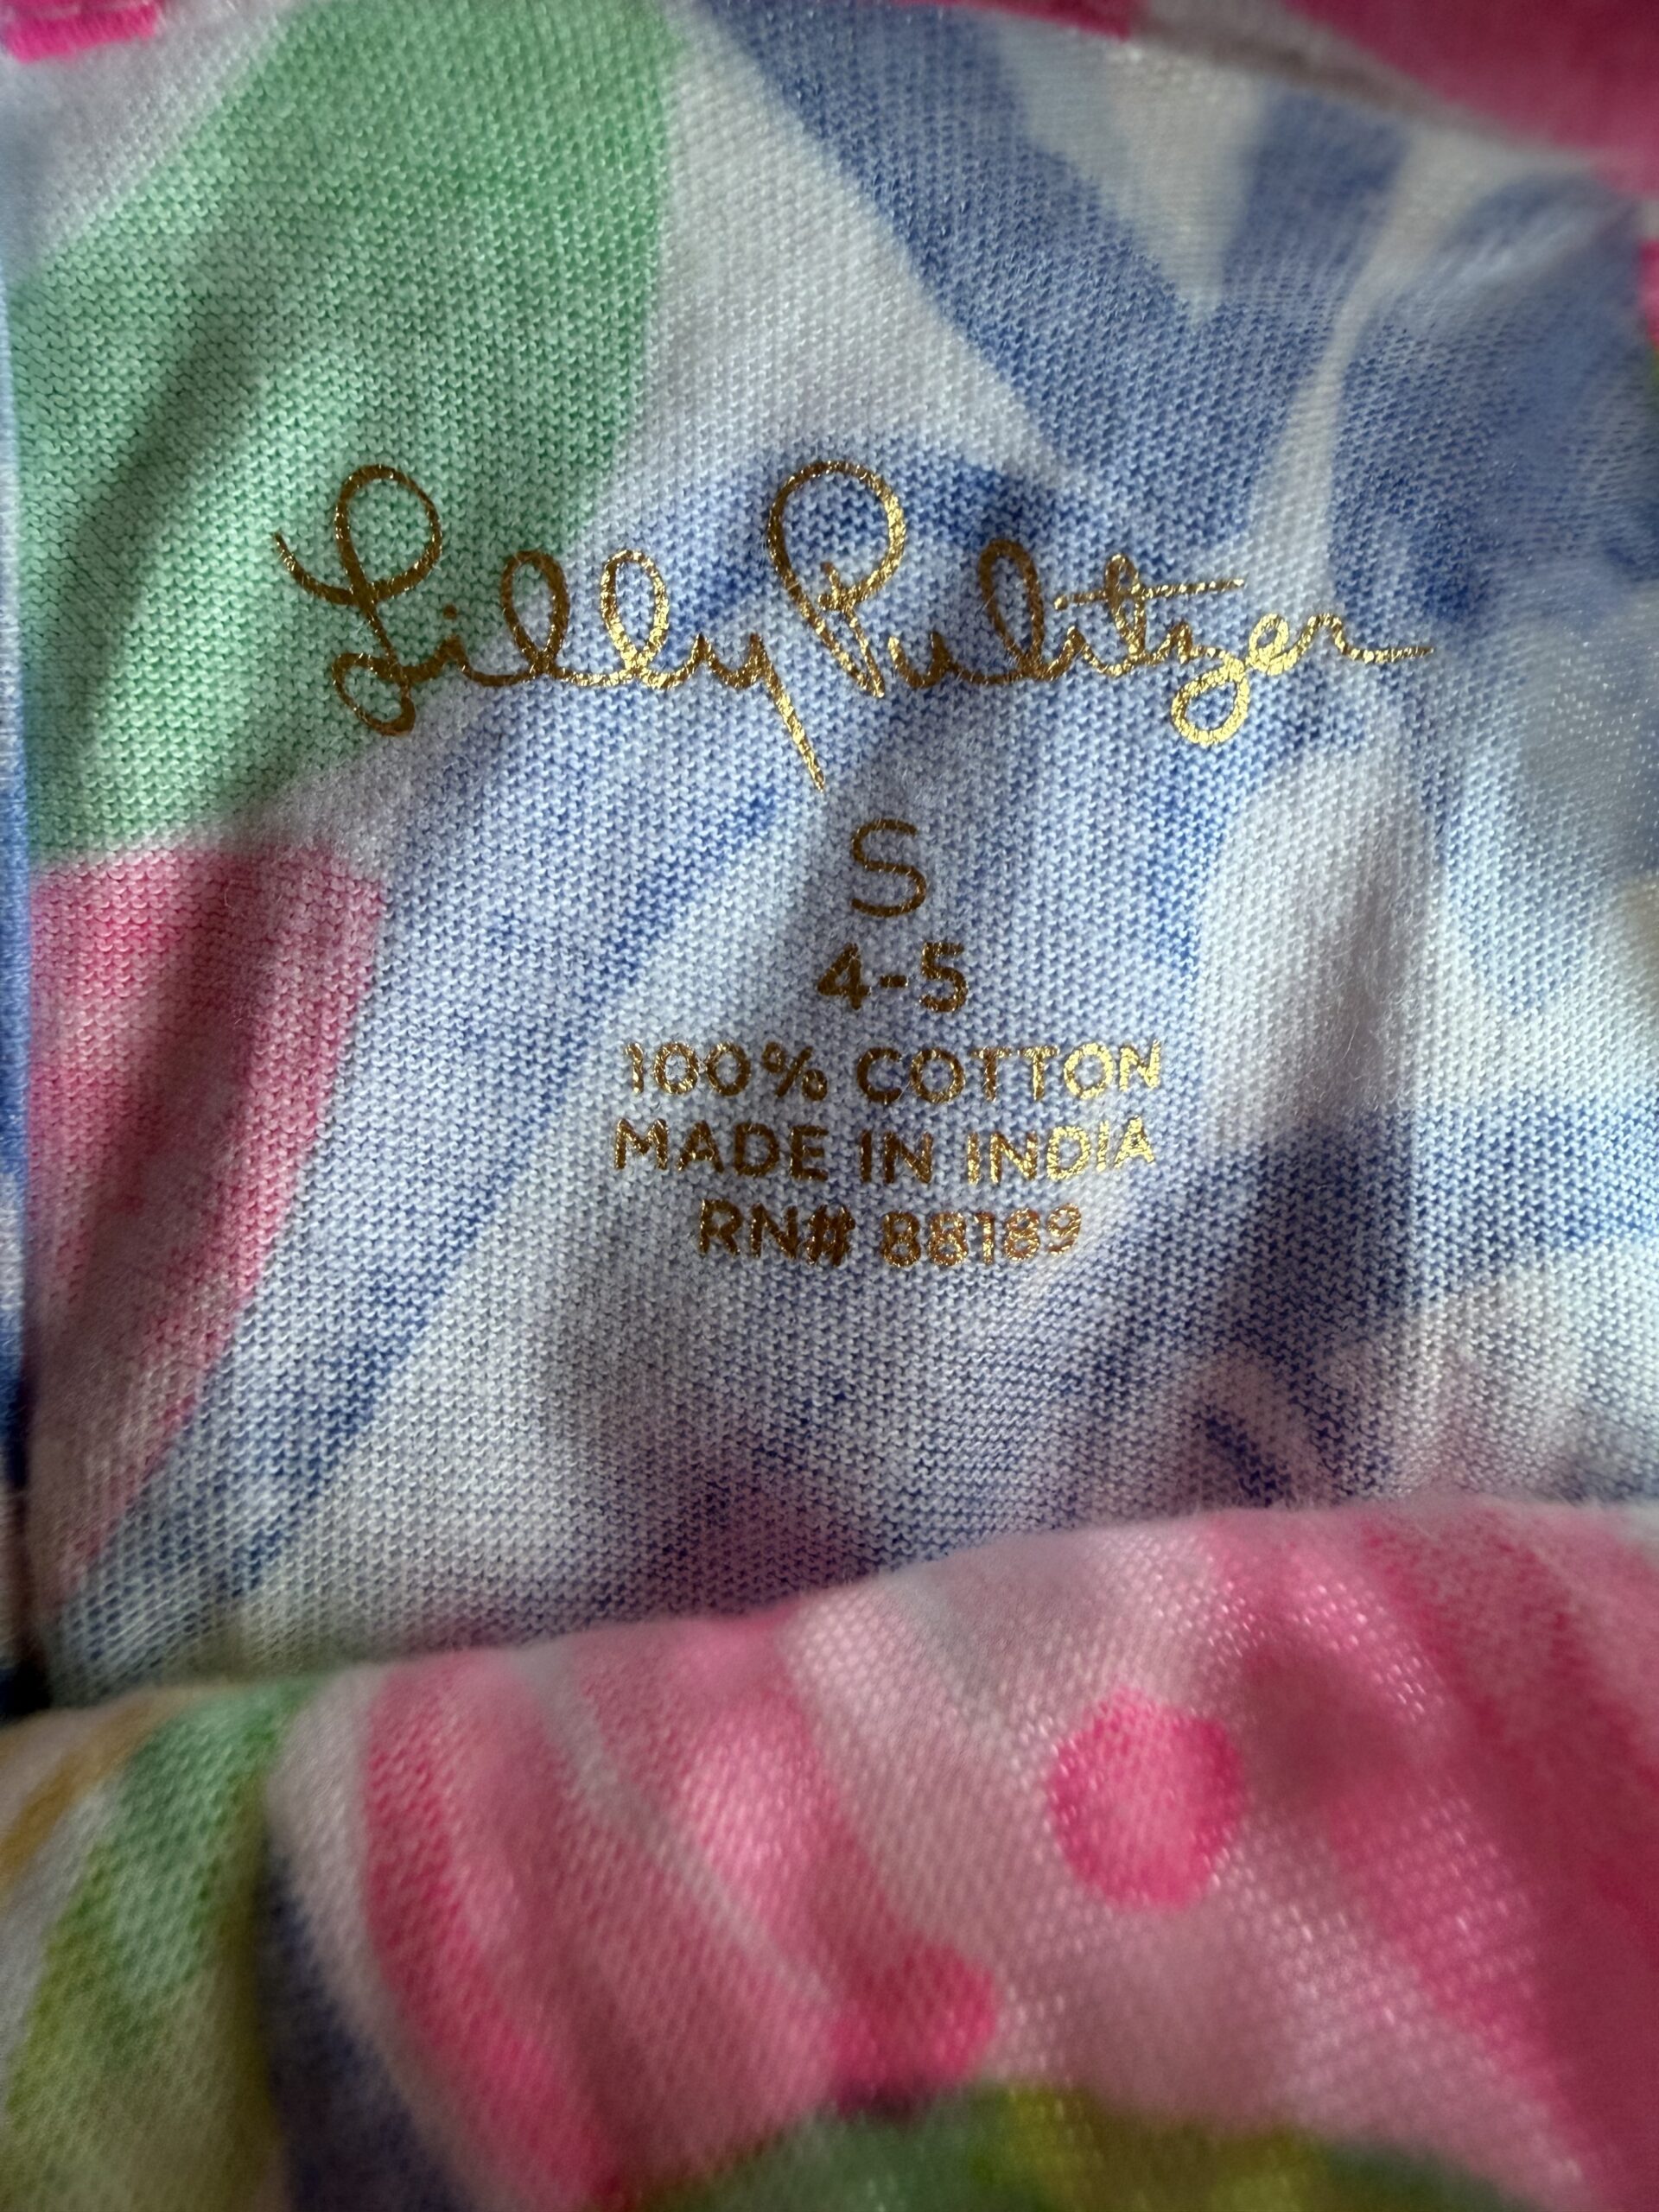 Lilly Pulitzer
S
4-5
100% COTTON
MADE IN INDIA
RN# 88189